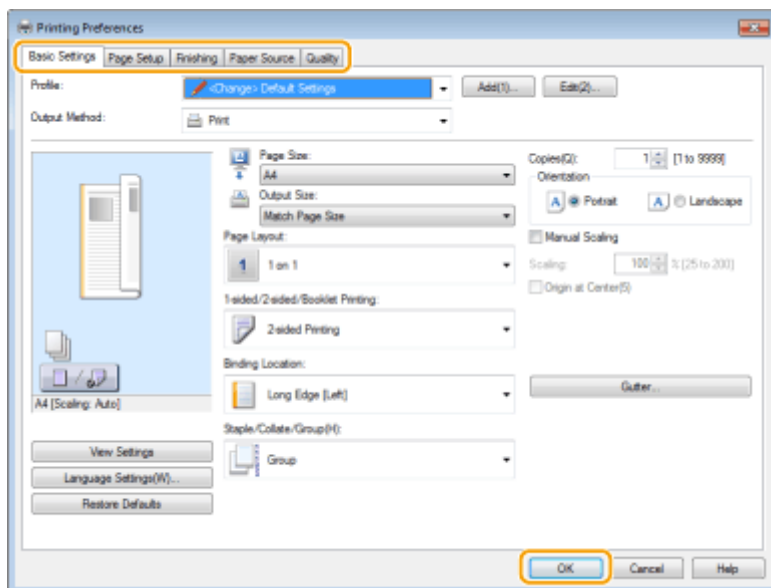 Printing Preferences
Basic Settings Page Setup Finishing Paper Source Quality
Profile: <Change> Default Settings Add(1)... Edit(2)...
Output Method: Print
Page Size:
A4
Output Size:
Match Page Size
Page Layout:
1 1 on 1
1-sided/2-sided/Booklet Printing:
2-sided Printing
Binding Location:
Long Edge [Left]
Staple/Collate/Group(H):
Group
Copies(Q): 1 [1 to 9999]
Orientation
A Portrait A Landscape
Manual Scaling
Scaling: 100 % [25 to 200]
Origin at Center(5)
Gutter...
A4 [Scaling: Auto]
View Settings
Language Settings(W)...
Restore Defaults
OK Cancel Help